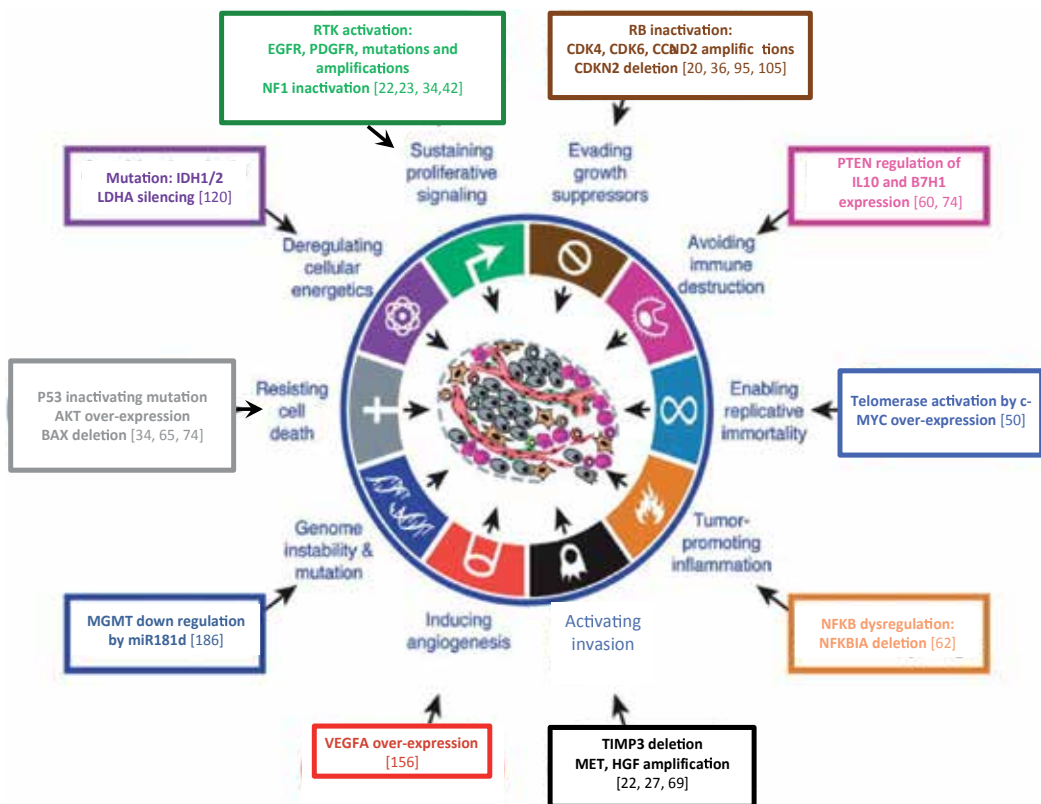 RTK activation:
EGFR, PDGFR, mutations and
amplifications
NF1 inactivation [22,23, 34,42]
RB inactivation:
CDK4, CDK6, CCND2 amplific tions
CDKN2 deletion [20, 36, 95, 105]
Sustaining
proliferative
signaling
Evading
growth
suppressors
Mutation: IDH1/2
LDHA silencing [120]
PTEN regulation of
IL10 and B7H1
expression [60, 74]
Deregulating
cellular
energetics
Avoiding
immune
destruction
P53 inactivating mutation
AKT over-expression
BAX deletion [34, 65, 74]
Resisting
cell
death
Enabling
replicative
immortality
Telomerase activation by c-
MYC over-expression [50]
Genome
instability &
mutation
Tumor-
promoting
inflammation
MGMT down regulation
by miR181d [186]
Inducing
angiogenesis
Activating
invasion
NFKB dysregulation:
NFKBIA deletion [62]
VEGFA over-expression
[156]
TIMP3 deletion
MET, HGF amplification
[22, 27, 69]